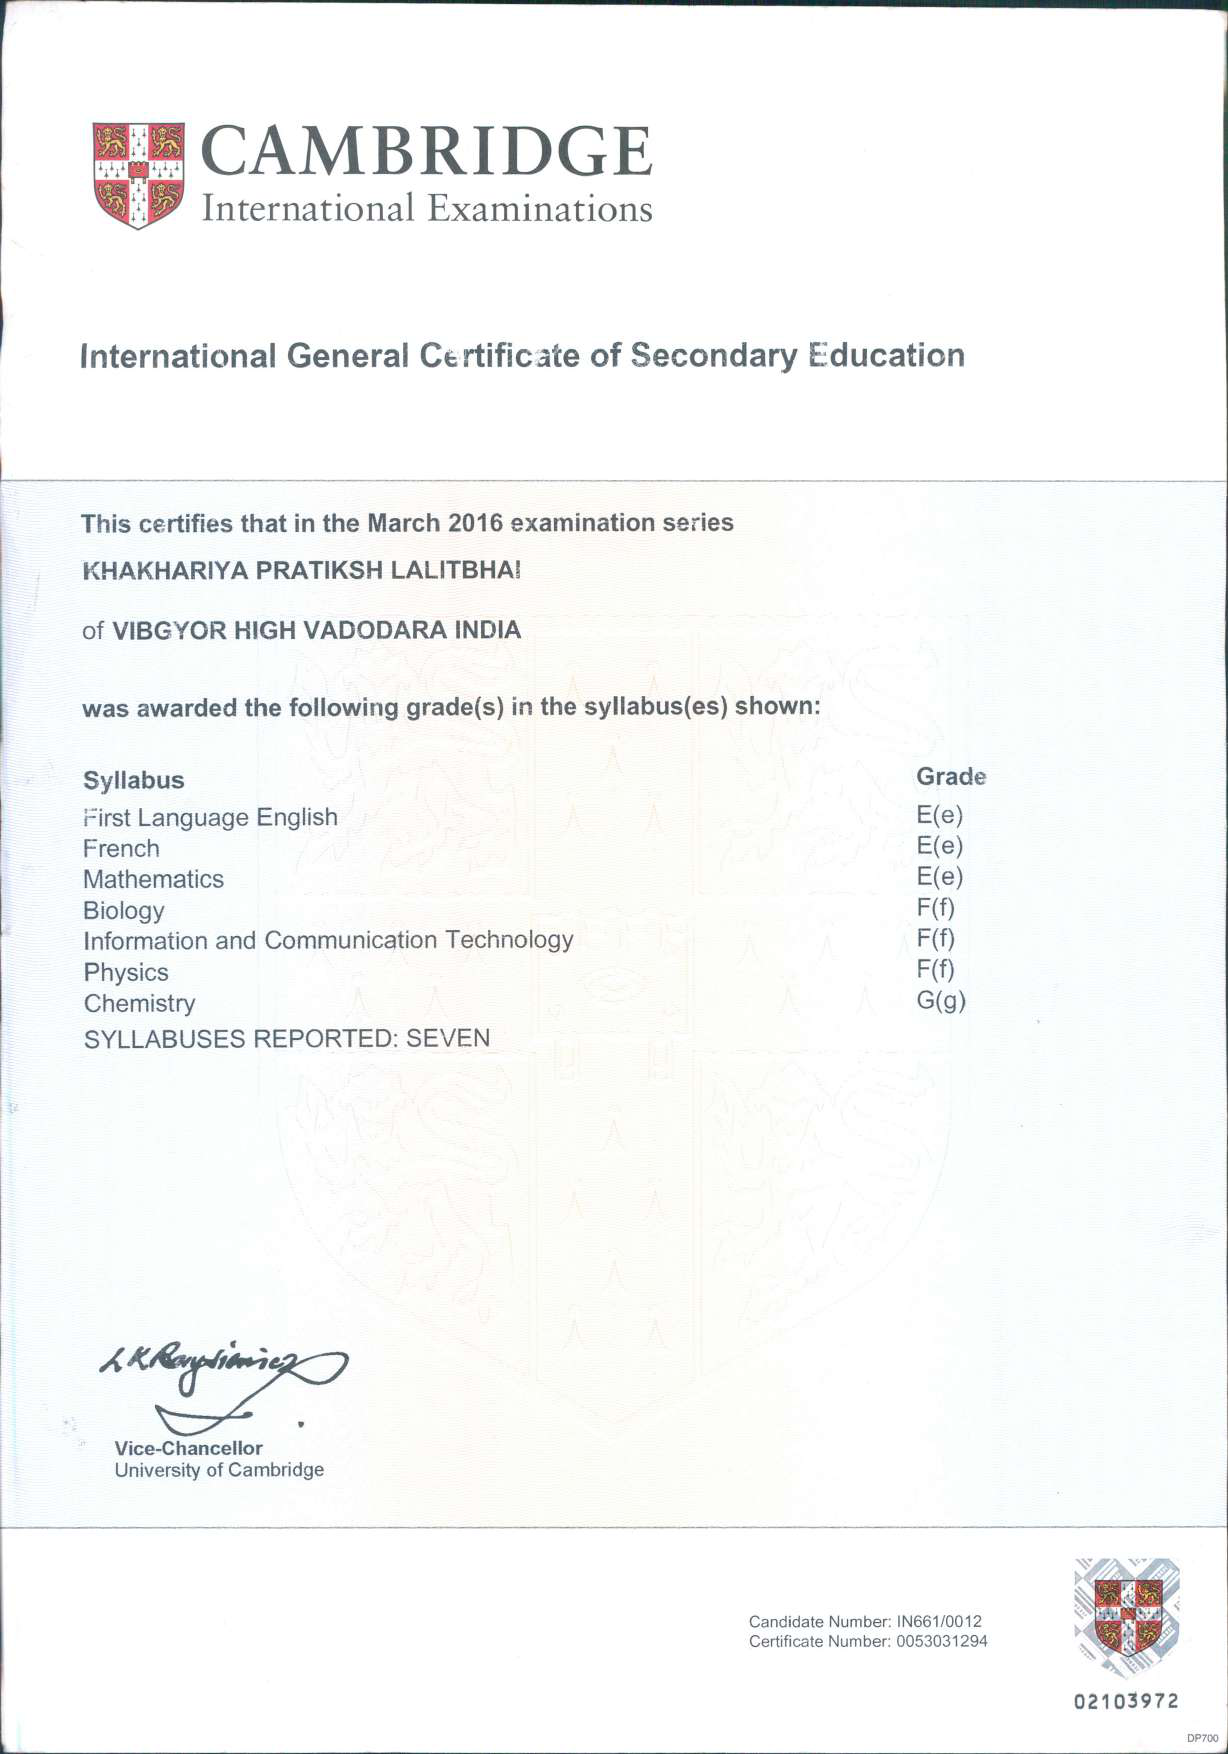 CAMBRIDGE
International Examinations
International General Certificate of Secondary Education
This certifies that in the March 2016 examination series
KHAKHARIYA PRATIKSH LALITBHAI
of VIBGYOR HIGH VADODARA INDIA
was awarded the following grade(s) in the syllabus(es) shown:
Syllabus Grade
First Language English E(e)
French E(e)
Mathematics E(e)
Biology F(f)
Information and Communication Technology F(f)
Physics F(f)
Chemistry G(g)
SYLLABUSES REPORTED: SEVEN
Vice-Chancellor
University of Cambridge
Candidate Number: IN661/0012
Certificate Number: 0053031294
02103972
DP700